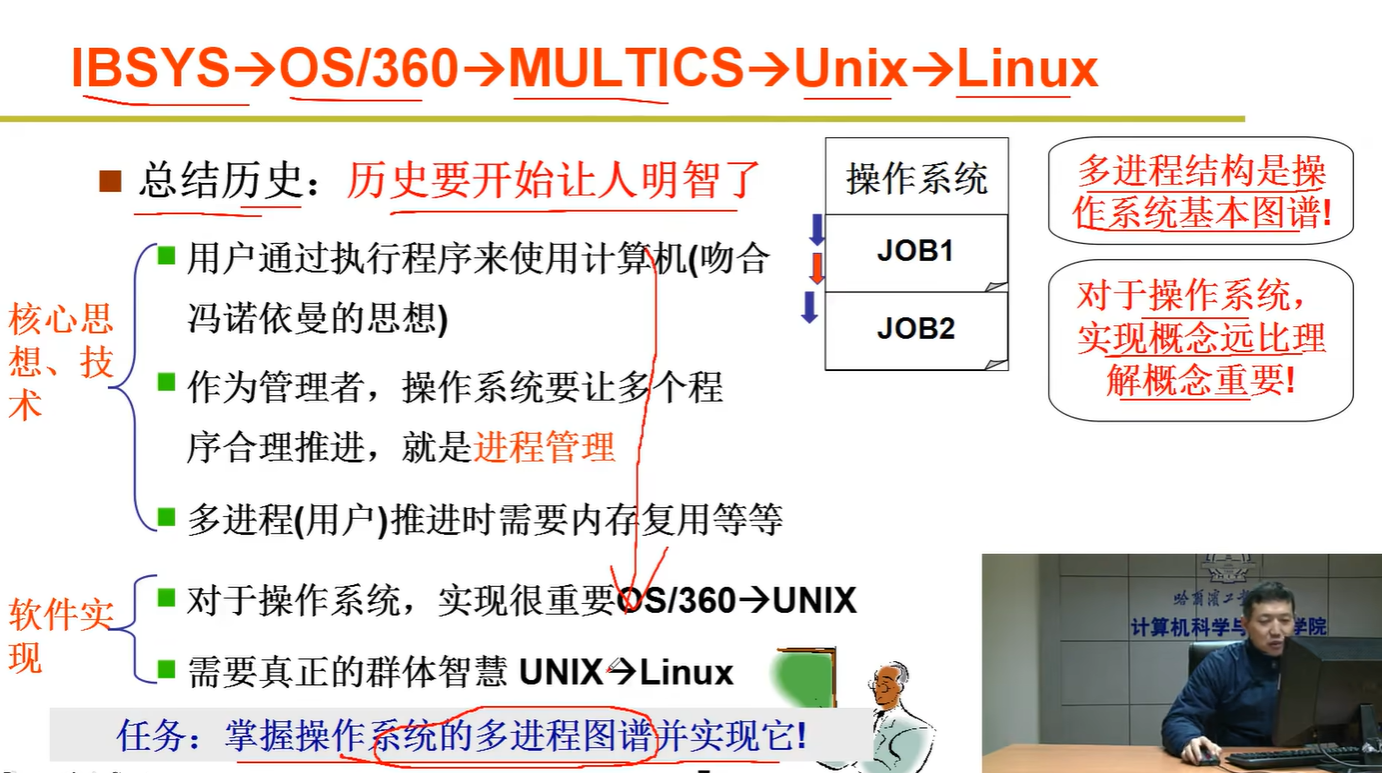 IBSYS→OS/360→MULTICS→Unix→Linux
总结历史：历史要开始让人明智了
核心思
想、技
术
用户通过执行程序来使用计算机(吻合
冯诺依曼的思想)
作为管理者，操作系统要让多个程
序合理推进，就是进程管理
多进程(用户)推进时需要内存复用等等
软件实
现
对于操作系统，实现很重要OS/360→UNIX
需要真正的群体智慧 UNIX→Linux
任务：掌握操作系统的多进程图谱并实现它!
操作系统
JOB1
JOB2
多进程结构是操
作系统基本图谱!
对于操作系统，
实现概念远比理
解概念重要!
哈尔滨工
计算机科学与
学院